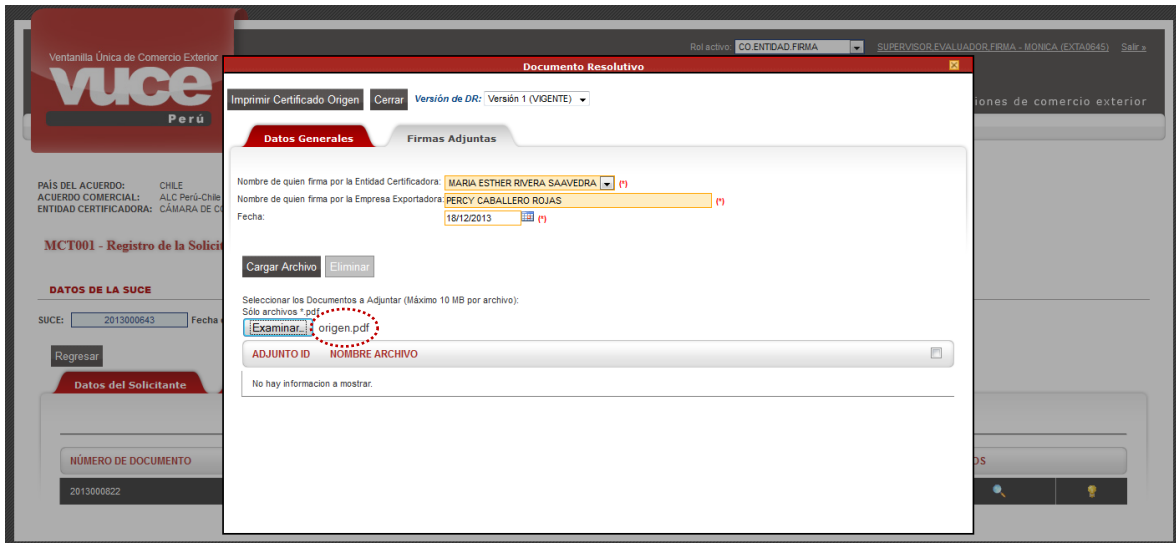 Rol activo: CO.ENTIDAD.FIRMA SUPERVISOR.EVALUADOR.FIRMA - MONICA (EXTA0645) Salir »
Ventanilla Única de Comercio Exterior
vuce
Perú
iones de comercio exterior
Documento Resolutivo
Imprimir Certificado Origen Cerrar Versión de DR: Versión 1 (VIGENTE)
Datos Generales Firmas Adjuntas
Nombre de quien firma por la Entidad Certificadora: MARIA ESTHER RIVERA SAAVEDRA (*)
Nombre de quien firma por la Empresa Exportadora: PERCY CABALLERO ROJAS (*)
Fecha: 18/12/2013 (*)
Cargar Archivo Eliminar
Seleccionar los Documentos a Adjuntar (Máximo 10 MB por archivo):
Sólo archivos *.pdf
Examinar... origen.pdf
ADJUNTO ID NOMBRE ARCHIVO
No hay informacion a mostrar.
PAÍS DEL ACUERDO: CHILE
ACUERDO COMERCIAL: ALC Perú-Chile
ENTIDAD CERTIFICADORA: CÁMARA DE CO
MCT001 - Registro de la Solicit
DATOS DE LA SUCE
SUCE: 2013000643 Fecha
Regresar
Datos del Solicitante
NÚMERO DE DOCUMENTO OS
2013000822